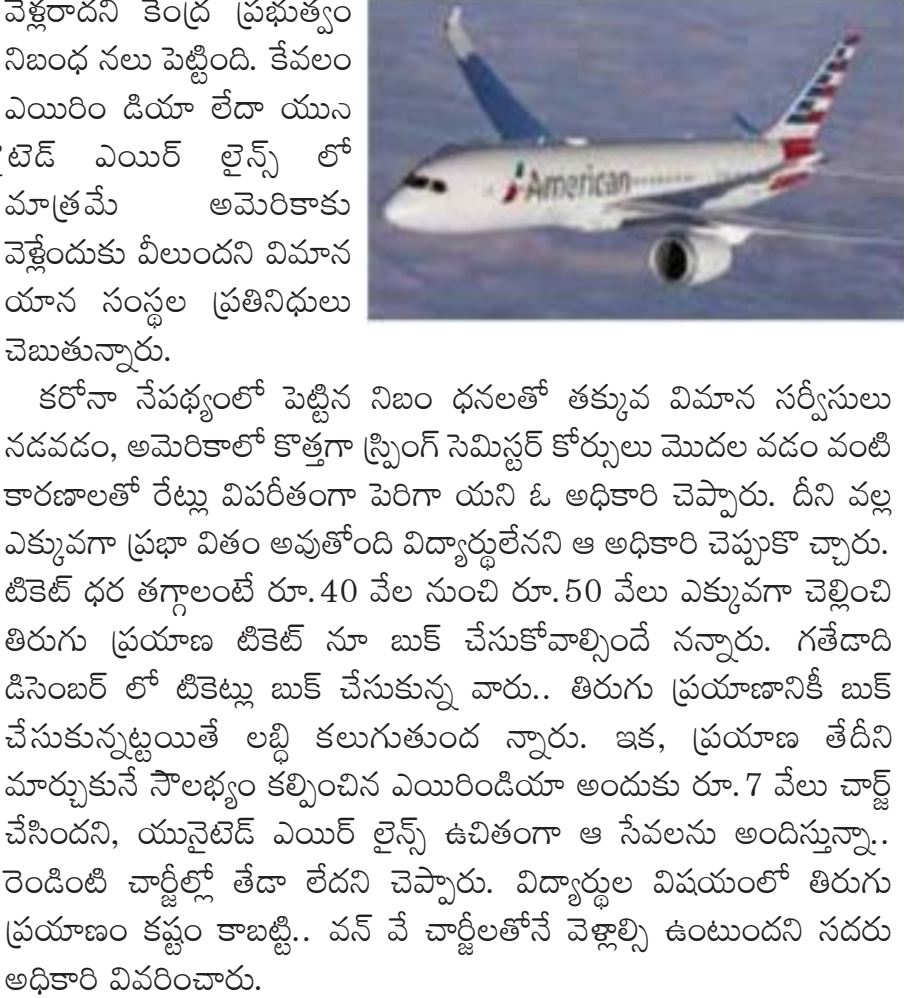 వెళ్లరాదని కేంద్ర ప్రభుత్వం
నిబంధ నలు పెట్టింది. కేవలం
ఎయిరిం డియా లేదా యున
ైటెడ్ ఎయిర్ లైన్స్ లో
మాత్రమే అమెరికాకు
వెళ్లేందుకు వీలుందని విమాన
యాన సంస్థల ప్రతినిధులు
చెబుతున్నారు.
American
కరోనా నేపథ్యంలో పెట్టిన నిబం ధనలతో తక్కువ విమాన సర్వీసులు
నడవడం, అమెరికాలో కొత్తగా స్ప్రింగ్ సెమిస్టర్ కోర్సులు మొదల వడం వంటి
కారణాలతో రేట్లు విపరీతంగా పెరిగా యని ఓ అధికారి చెప్పారు. దీని వల్ల
ఎక్కువగా ప్రభా వితం అవుతోంది విద్యార్థులేనని ఆ అధికారి చెప్పుకొ చ్చారు.
టికెట్ ధర తగ్గాలంటే రూ.40 వేల నుంచి రూ.50 వేలు ఎక్కువగా చెల్లించి
తిరుగు ప్రయాణ టికెట్ నూ బుక్ చేసుకోవాల్సిందే నన్నారు. గతేడాది
డిసెంబర్ లో టికెట్లు బుక్ చేసుకున్న వారు.. తిరుగు ప్రయాణానికీ బుక్
చేసుకున్నట్టయితే లబ్ధి కలుగుతుంద న్నారు. ఇక, ప్రయాణ తేదీని
మార్చుకునే సౌలభ్యం కల్పించిన ఎయిరిండియా అందుకు రూ.7 వేలు చార్జ్
చేసిందని, యునైటెడ్ ఎయిర్ లైన్స్ ఉచితంగా ఆ సేవలను అందిస్తున్నా..
రెండింటి చార్జీల్లో తేడా లేదని చెప్పారు. విద్యార్థుల విషయంలో తిరుగు
ప్రయాణం కష్టం కాబట్టి.. వన్ వే చార్జీలతోనే వెళ్లాల్సి ఉంటుందని సదరు
అధికారి వివరించారు.